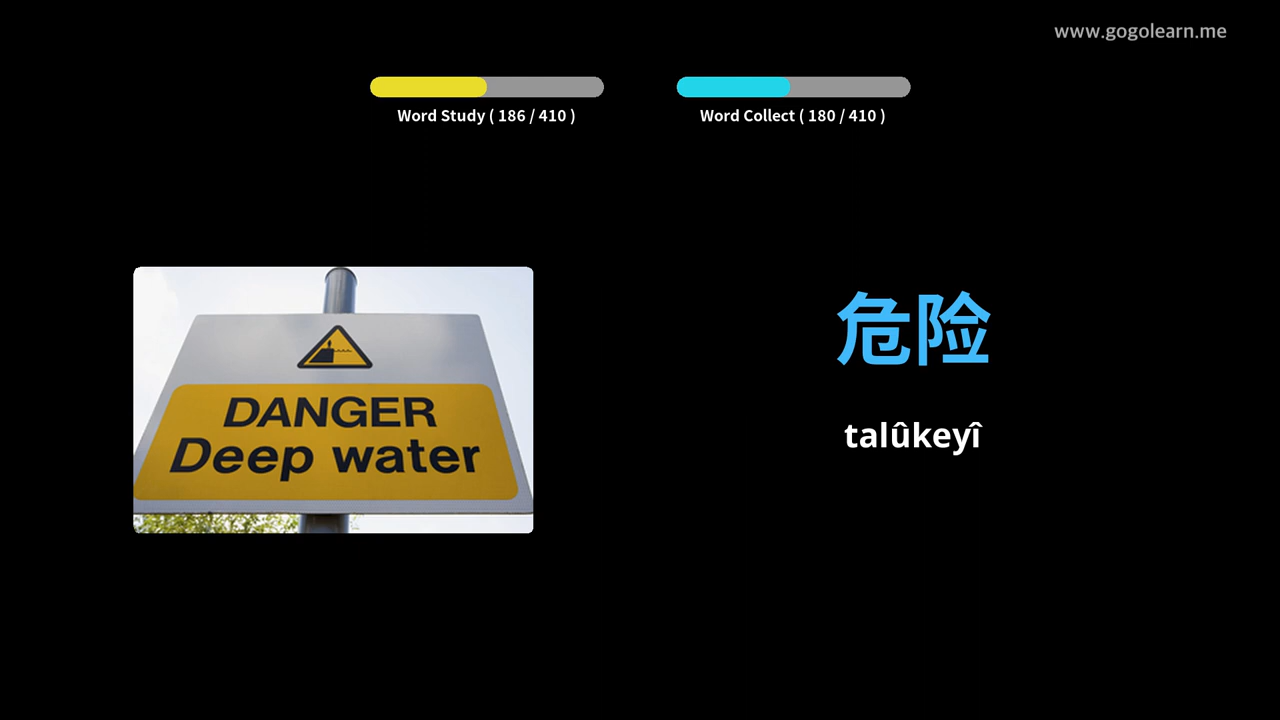 www.gogolearn.me
Word Study ( 186 / 410 )
Word Collect ( 180 / 410 )
DANGER
Deep water
危险
talûkeyî